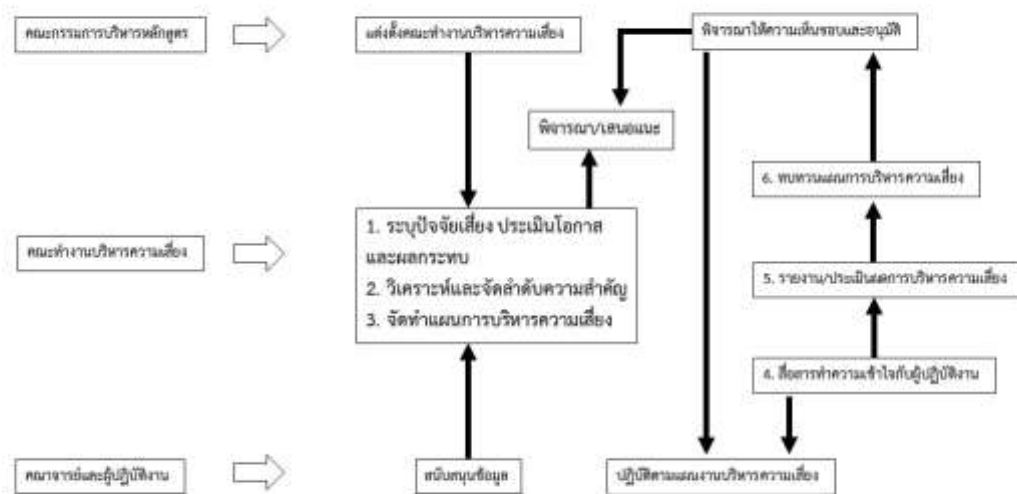 คณะกรรมการบริหารหลักสูตร
แต่งตั้งคณะทำงานบริหารความเสี่ยง
พิจารณาให้ความเห็นชอบและอนุมัติ
พิจารณา/เสนอแนะ
6. ทบทวนแผนการบริหารความเสี่ยง
คณะทำงานบริหารความเสี่ยง
1. ระบุปัจจัยเสี่ยง ประเมินโอกาส
และผลกระทบ
2. วิเคราะห์และจัดลำดับความสำคัญ
3. จัดทำแผนการบริหารความเสี่ยง
5. รายงาน/ประเมินผลการบริหารความเสี่ยง
4. สื่อสารทำความเข้าใจกับผู้ปฏิบัติงาน
คณาจารย์และผู้ปฏิบัติงาน
สนับสนุนข้อมูล
ปฏิบัติตามแผนงานบริหารความเสี่ยง